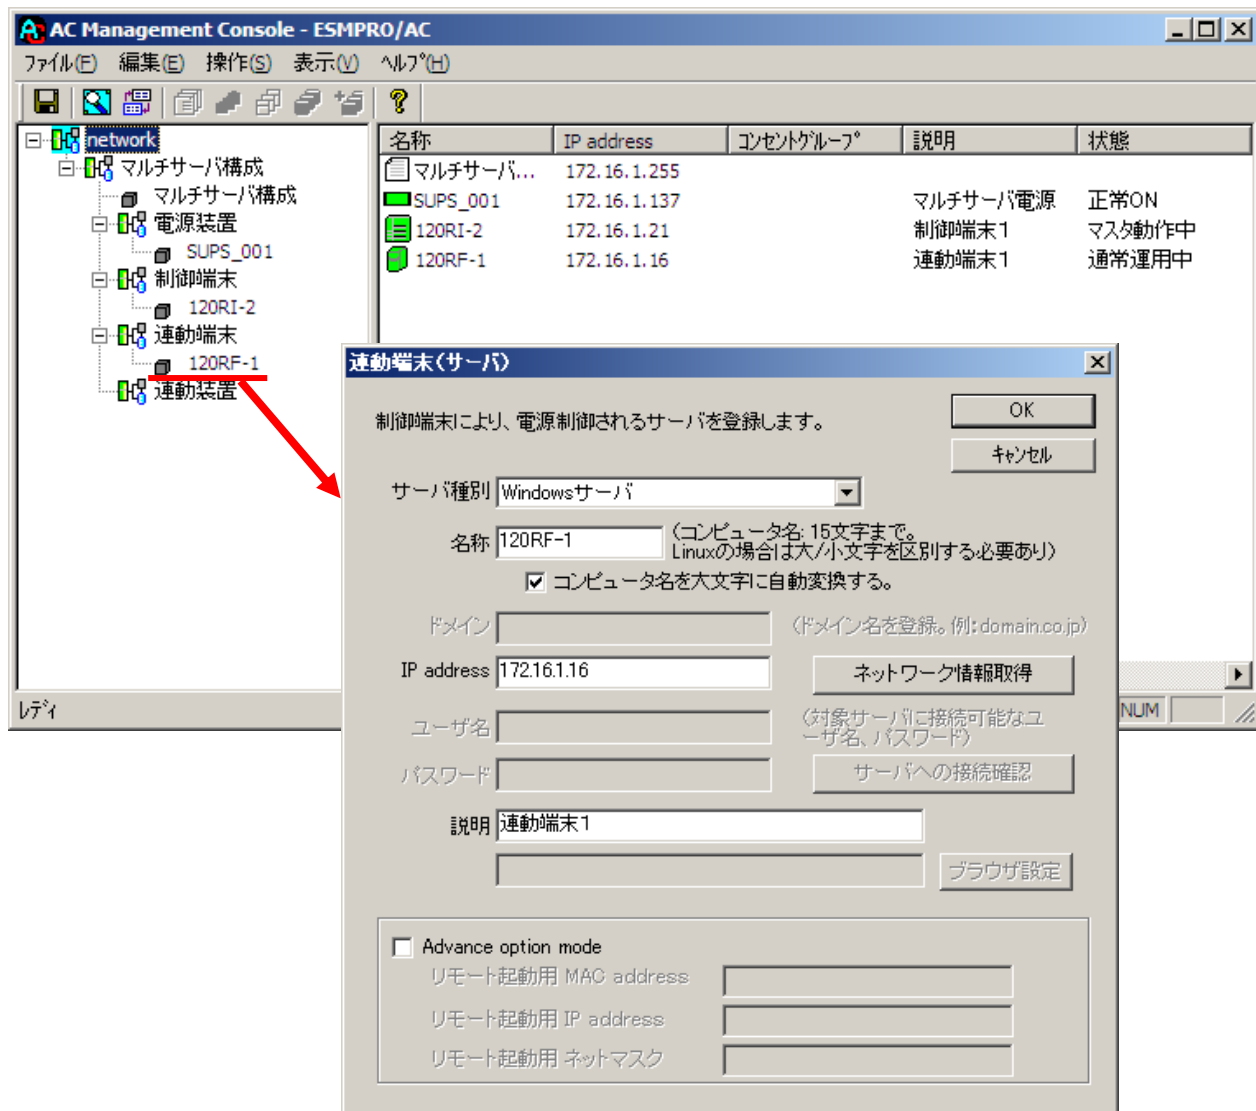 AC Management Console - ESMPRO/AC
ファイル(F) 編集(E) 操作(S) 表示(V) ヘルプ(H)
network
マルチサーバ構成
マルチサーバ構成
電源装置
SUPS_001
制御端末
120RI-2
連動端末
120RF-1
連動装置
名称 IP address コンセントグループ 説明 状態
マルチサーバ... 172.16.1.255
SUPS_001 172.16.1.137 マルチサーバ電源 正常ON
120RI-2 172.16.1.21 制御端末1 マスタ動作中
120RF-1 172.16.1.16 連動端末1 通常運用中
レディ
NUM
連動端末(サーバ)
制御端末により、電源制御されるサーバを登録します。
OK
キャンセル
サーバ種別 Windowsサーバ
名称 120RF-1 (コンピュータ名: 15文字まで。
Linuxの場合は大/小文字を区別する必要あり)
コンピュータ名を大文字に自動変換する。
ドメイン (ドメイン名を登録。例:domain.co.jp)
IP address 172.16.1.16 ネットワーク情報取得
ユーザ名 (対象サーバに接続可能なユ
ーザ名、パスワード)
パスワード サーバへの接続確認
説明 連動端末1
ブラウザ設定
Advance option mode
リモート起動用 MAC address
リモート起動用 IP address
リモート起動用 ネットマスク